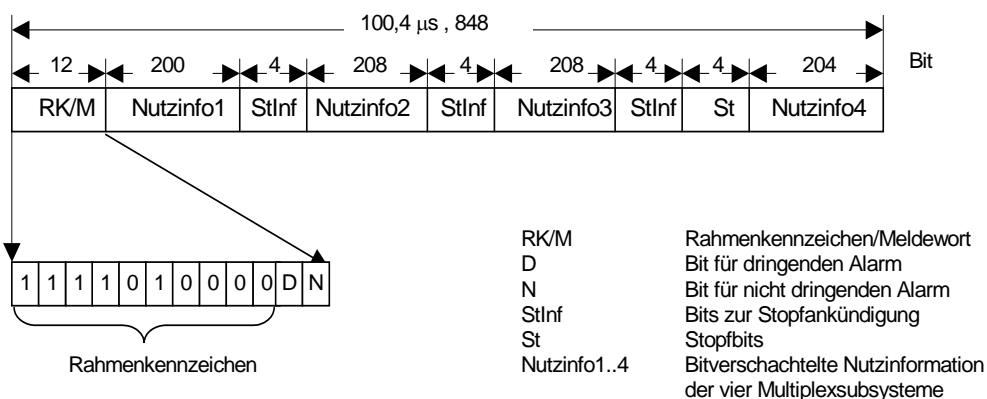 100,4 µs , 848
12 200 4 208 4 208 4 4 204 Bit
RK/M Nutzinfo1 StInf Nutzinfo2 StInf Nutzinfo3 StInf St Nutzinfo4
1 1 1 1 0 1 0 0 0 0 D N
Rahmenkennzeichen
RK/M Rahmenkennzeichen/Meldewort
D Bit für dringenden Alarm
N Bit für nicht dringenden Alarm
StInf Bits zur Stopfankündigung
St Stopfbits
Nutzinfo1..4 Bitverschachtelte Nutzinformation
der vier Multiplexsubsysteme